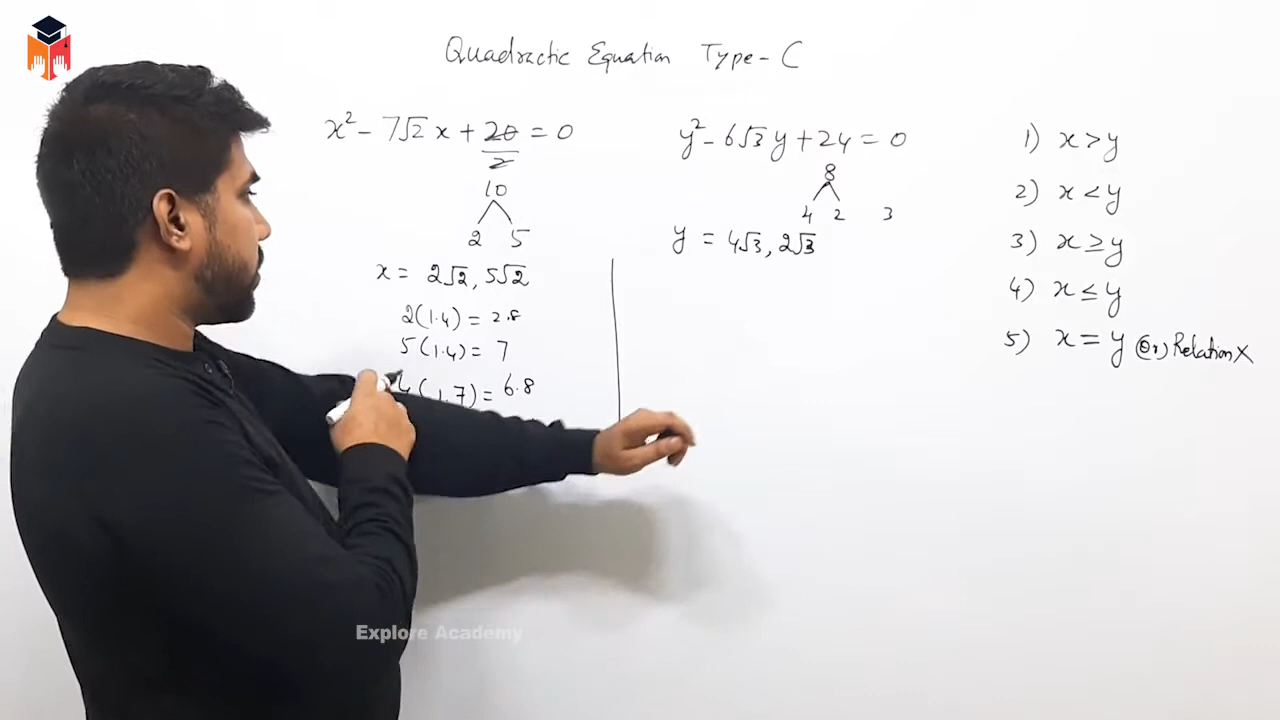 Quadractic Equation Type - C
x² - 7√2 x + 20/2 = 0
10
2 5
x = 2√2, 5√2
2(1.4) = 2.8
5(1.4) = 7
4(1.7) = 6.8
y² - 6√3 y + 24 = 0
8
4 2 3
y = 4√3, 2√3
1) x > y
2) x < y
3) x ≥ y
4) x ≤ y
5) x = y (or) Relation X
Explore Academy